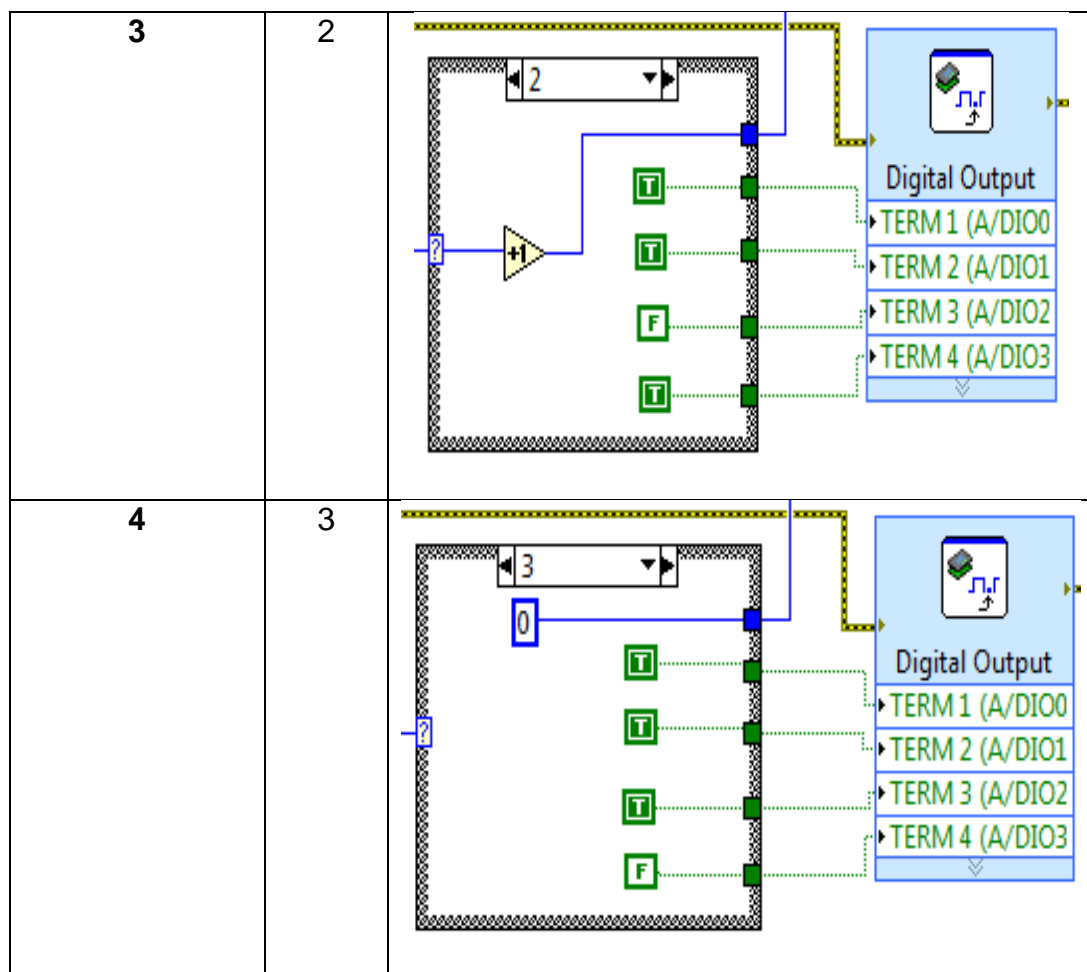 3 2
2
Digital Output
T
TERM 1 (A/DIO0
T
TERM 2 (A/DIO1
? +1
F
TERM 3 (A/DIO2
T
TERM 4 (A/DIO3
4 3
3
0
Digital Output
T
TERM 1 (A/DIO0
T
TERM 2 (A/DIO1
?
T
TERM 3 (A/DIO2
F
TERM 4 (A/DIO3